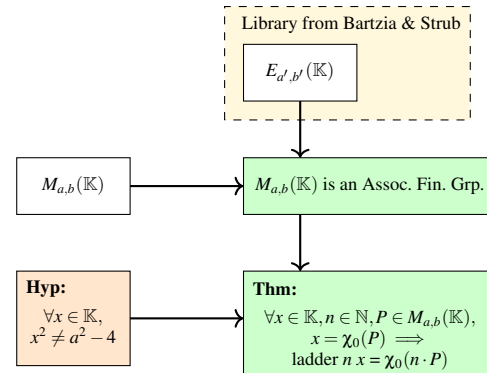 Library from Bartzia & Strub
E_{a′,b′}(𝕂)
M_{a,b}(𝕂)
M_{a,b}(𝕂) is an Assoc. Fin. Grp.
Hyp:
∀x ∈ 𝕂,
x² ≠ a² − 4
Thm:
∀x ∈ 𝕂, n ∈ ℕ, P ∈ M_{a,b}(𝕂),
x = χ₀(P) ⟹
ladder n x = χ₀(n · P)